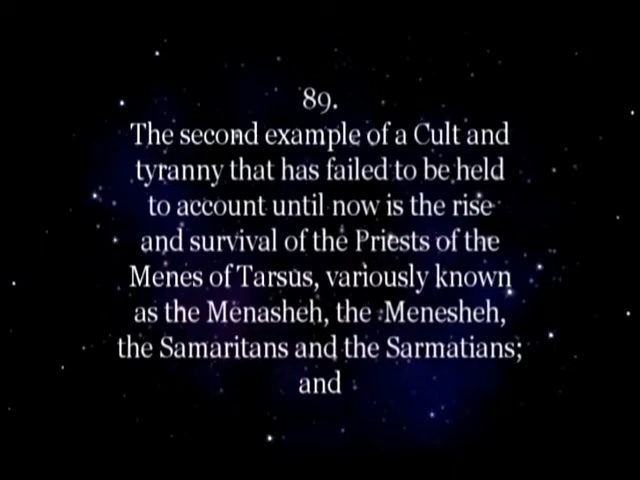 89.
The second example of a Cult and
tyranny that has failed to be held
to account until now is the rise
and survival of the Priests of the
Menes of Tarsus, variously known
as the Menasheh, the Menesheh,
the Samaritans and the Sarmatians;
and